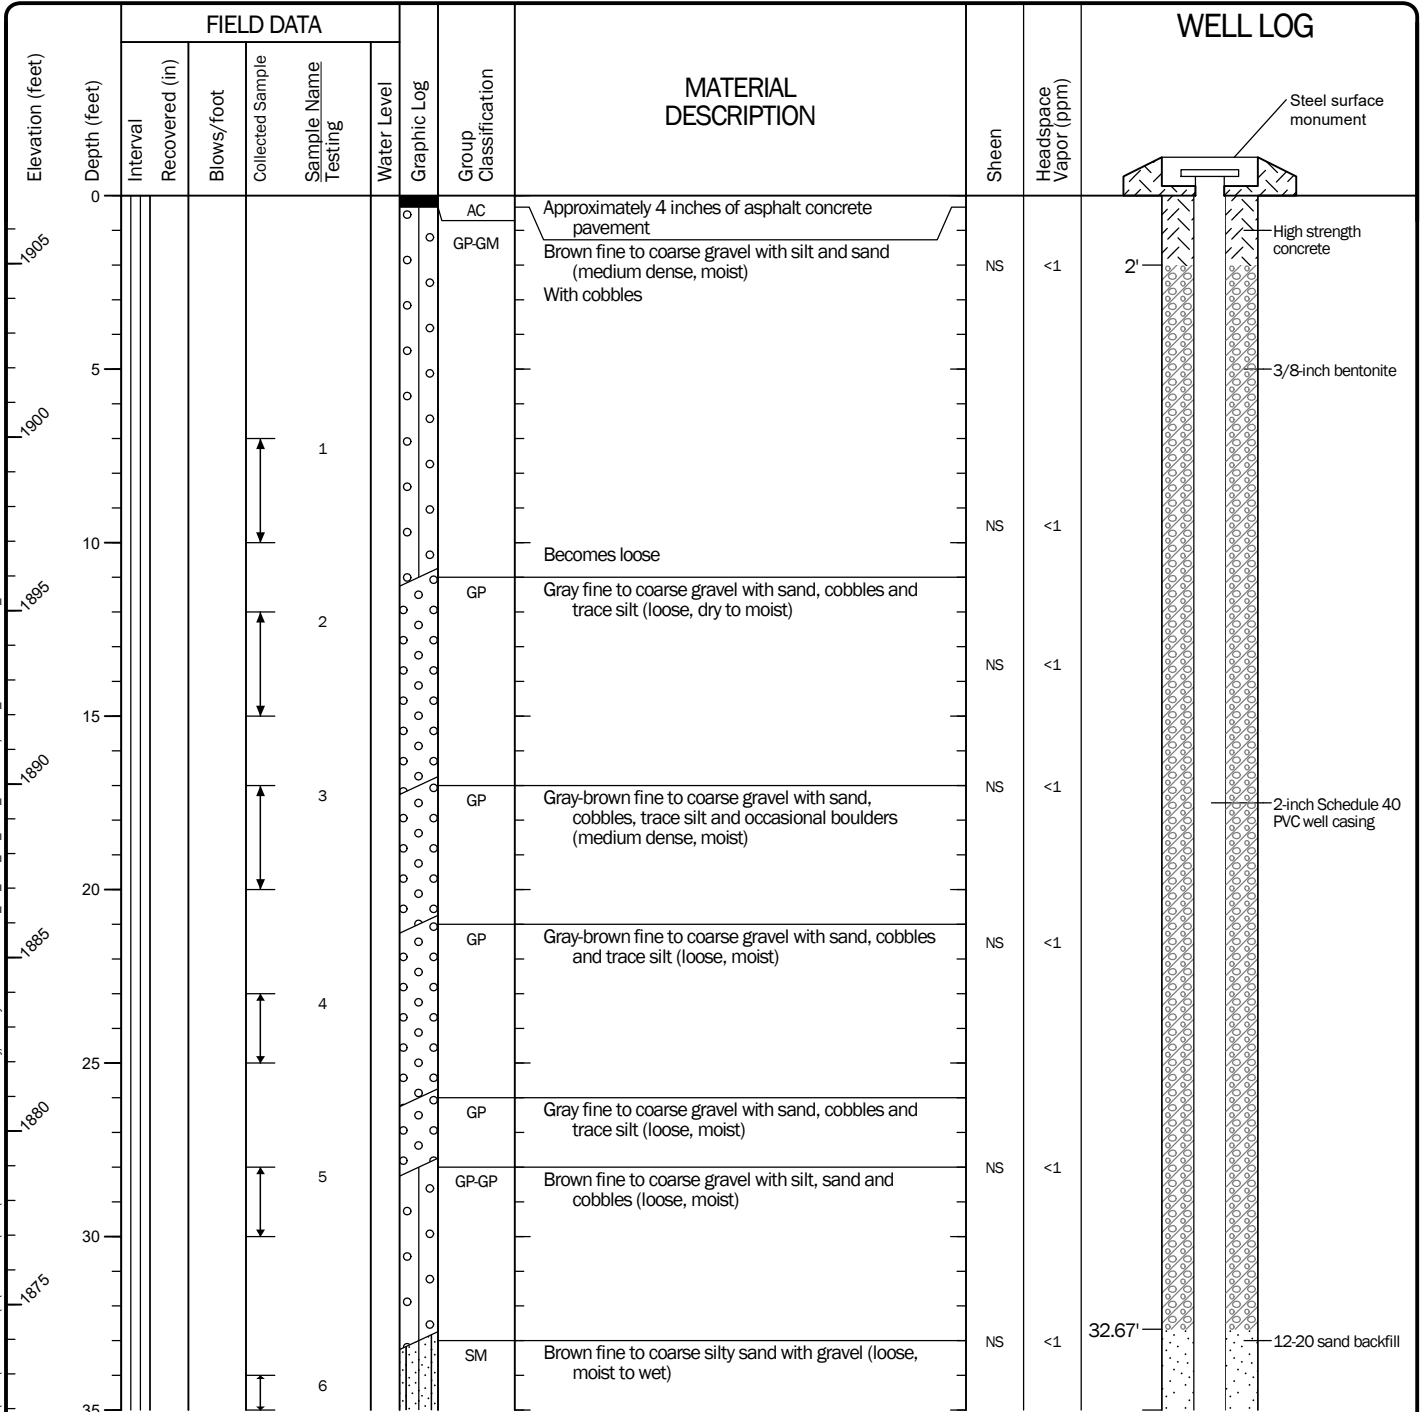 FIELD DATA
WELL LOG
Elevation (feet)
Depth (feet)
Interval
Recovered (in)
Blows/foot
Collected Sample
Sample Name
Testing
Water Level
Graphic Log
Group
Classification
MATERIAL
DESCRIPTION
Sheen
Headspace
Vapor (ppm)
Steel surface
monument
0
AC
Approximately 4 inches of asphalt concrete
pavement
GP-GM
Brown fine to coarse gravel with silt and sand
(medium dense, moist)
With cobbles
NS
<1
2'
High strength
concrete
1905
5
3/8-inch bentonite
1900
1
NS
<1
10
Becomes loose
GP
Gray fine to coarse gravel with sand, cobbles and
trace silt (loose, dry to moist)
1895
2
NS
<1
15
1890
NS
<1
3
GP
Gray-brown fine to coarse gravel with sand,
cobbles, trace silt and occasional boulders
(medium dense, moist)
2-inch Schedule 40
PVC well casing
20
1885
GP
Gray-brown fine to coarse gravel with sand, cobbles
and trace silt (loose, moist)
NS
<1
4
25
1880
GP
Gray fine to coarse gravel with sand, cobbles and
trace silt (loose, moist)
NS
<1
5
GP-GP
Brown fine to coarse gravel with silt, sand and
cobbles (loose, moist)
30
1875
32.67'
NS
<1
12-20 sand backfill
SM
Brown fine to coarse silty sand with gravel (loose,
moist to wet)
6
35